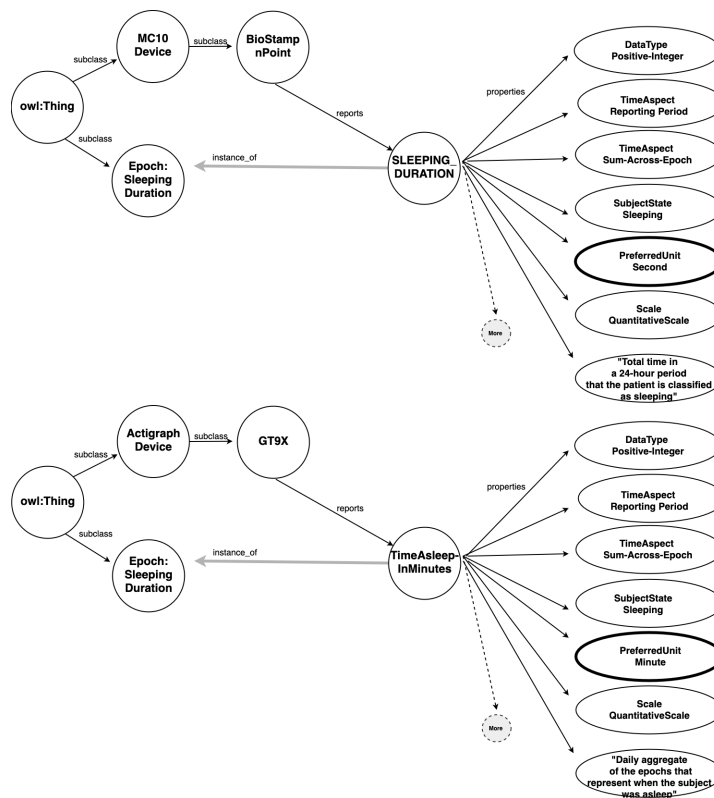 MC10
Device
subclass
BioStamp
nPoint
subclass
owl:Thing
subclass
Epoch:
Sleeping
Duration
instance_of
reports
SLEEPING_
DURATION
properties
DataType
Positive-Integer
TimeAspect
Reporting Period
TimeAspect
Sum-Across-Epoch
SubjectState
Sleeping
PreferredUnit
Second
Scale
QuantitativeScale
More
"Total time in
a 24-hour period
that the patient is classified
as sleeping"
Actigraph
Device
subclass
GT9X
subclass
owl:Thing
subclass
Epoch:
Sleeping
Duration
instance_of
reports
TimeAsleep-
InMinutes
properties
DataType
Positive-Integer
TimeAspect
Reporting Period
TimeAspect
Sum-Across-Epoch
SubjectState
Sleeping
PreferredUnit
Minute
Scale
QuantitativeScale
More
"Daily aggregate
of the epochs that
represent when the subject
was asleep"